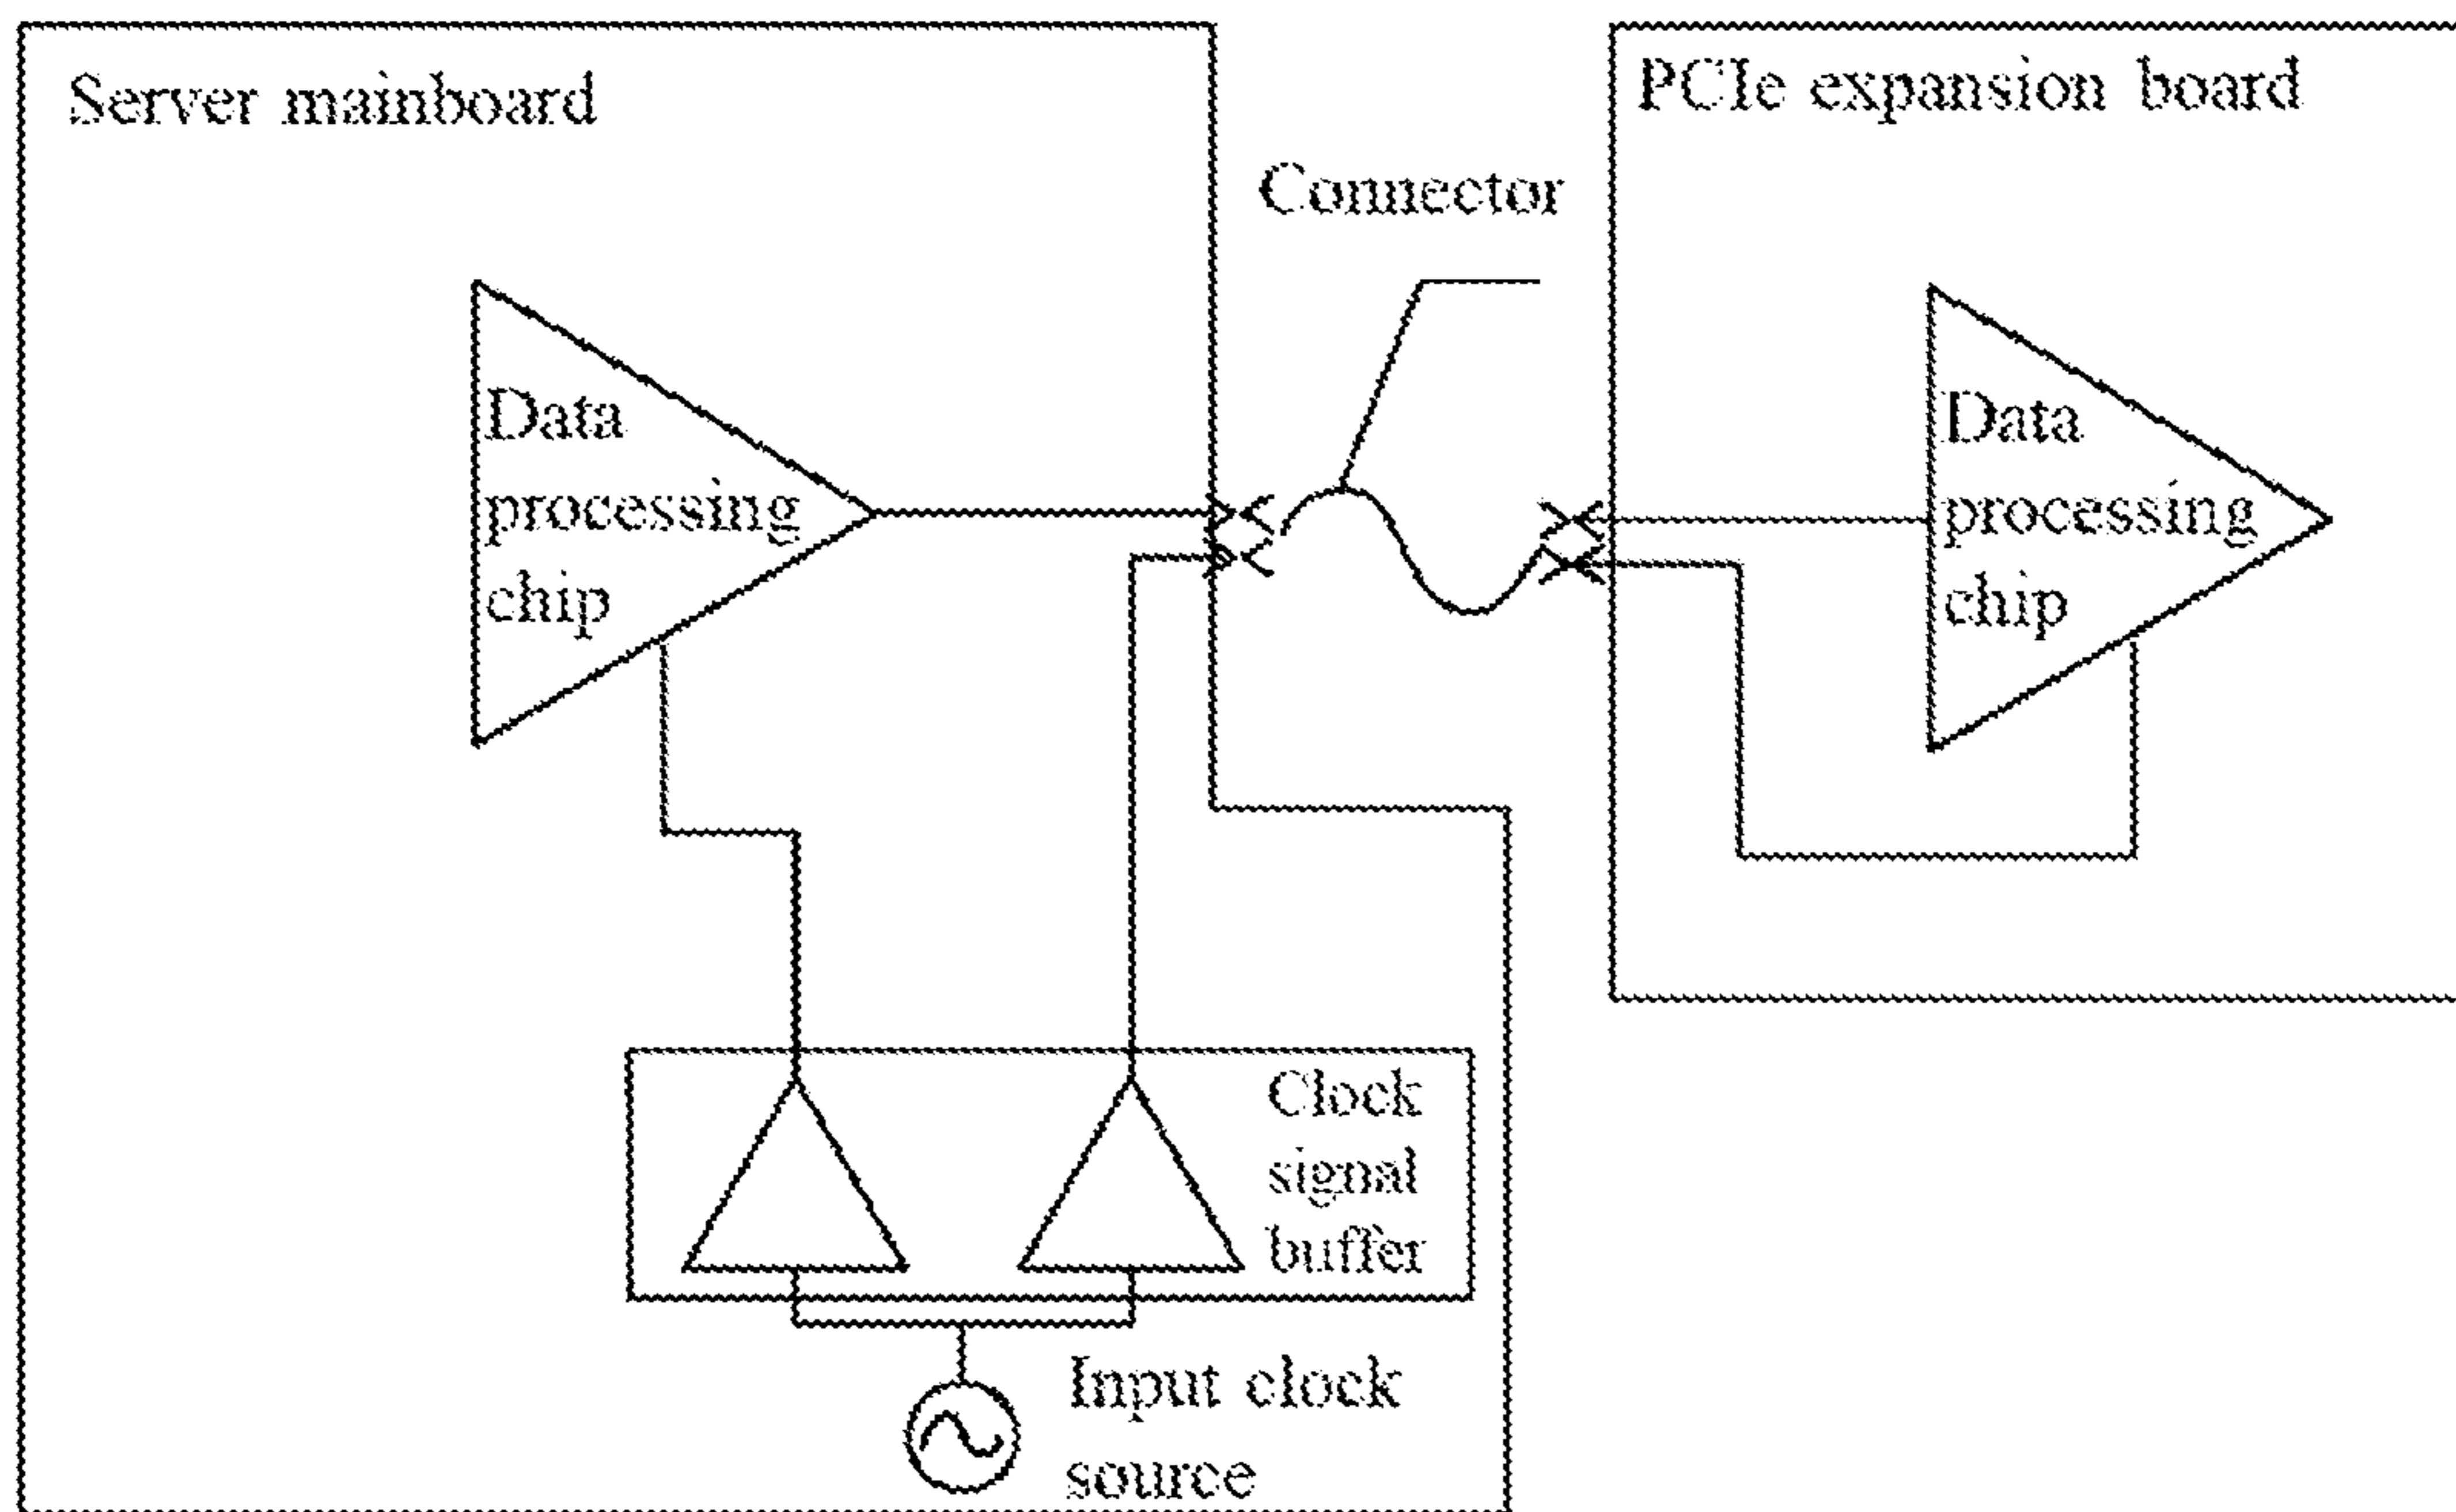 Server mainboard
PCIe expansion board
Connector
Data
processing
chip
Data
processing
chip
Clock
signal
buffer
Input clock
source